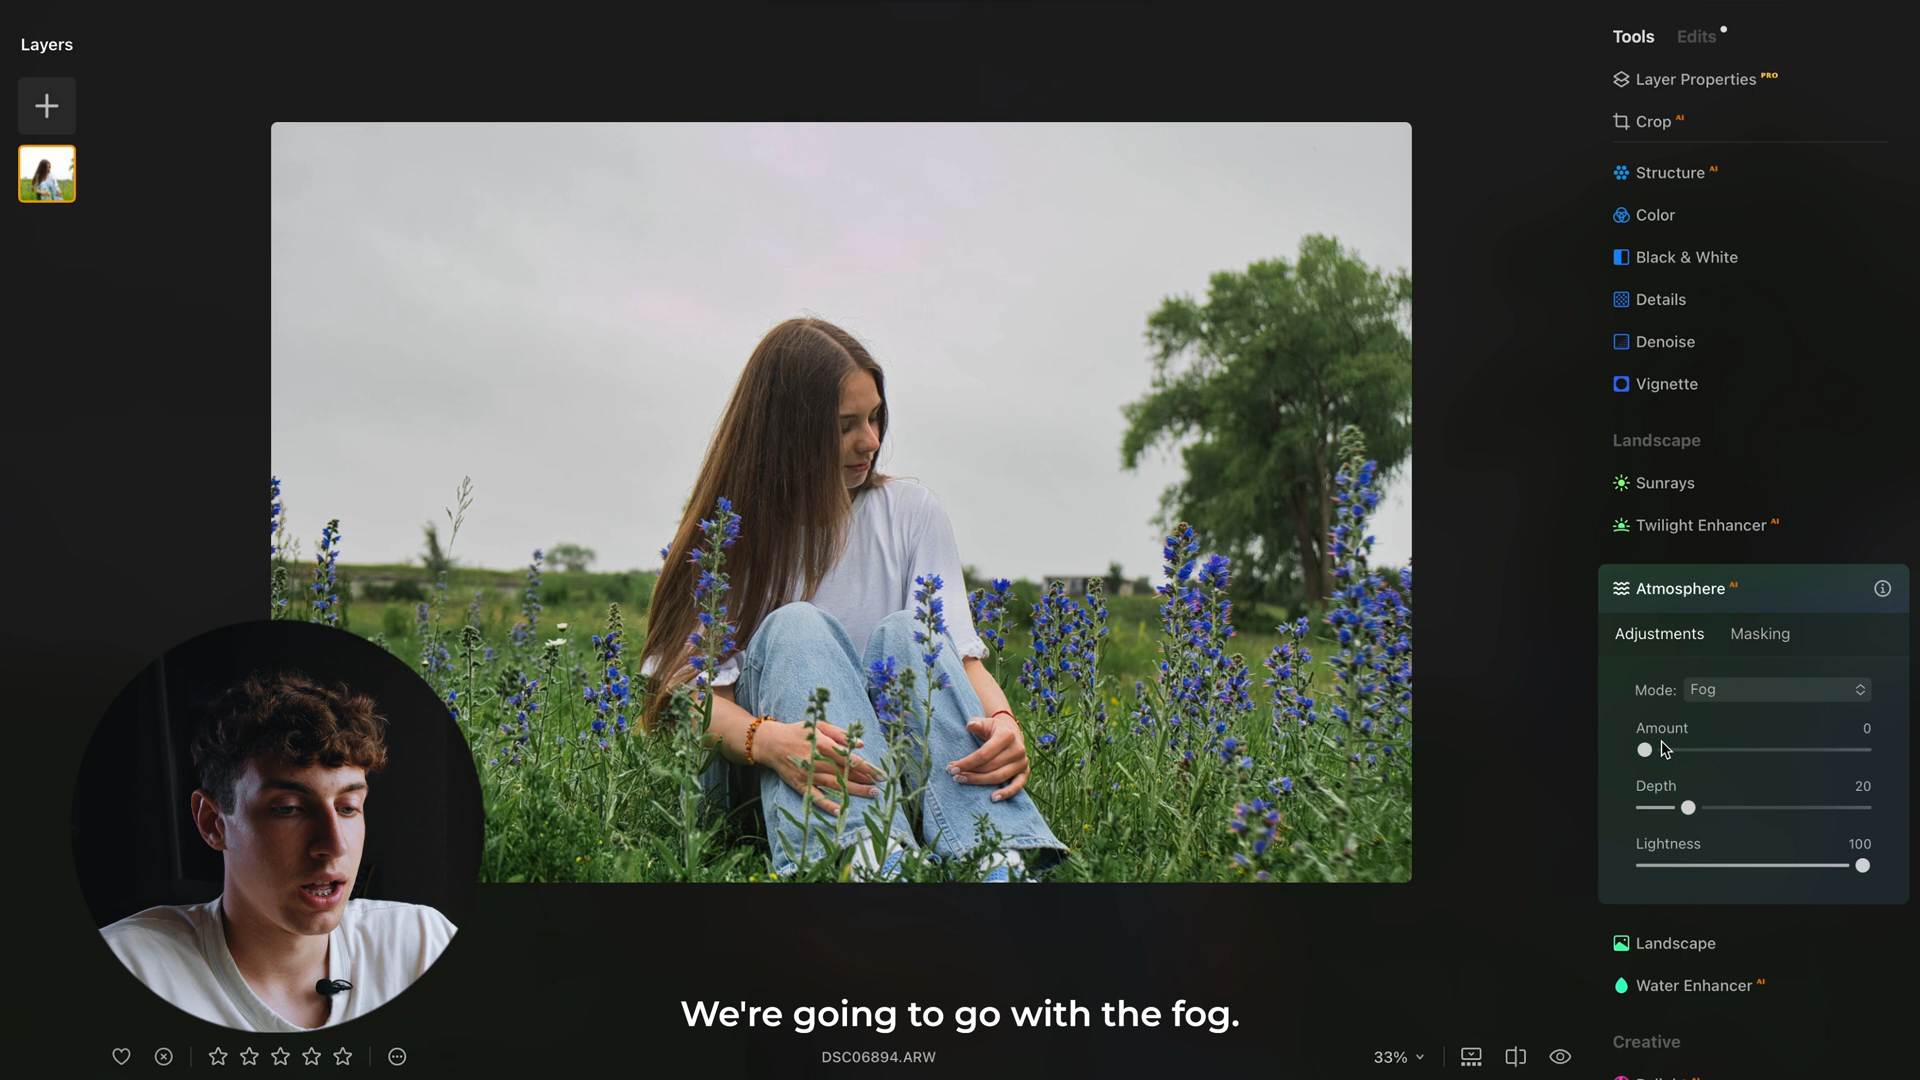 Layers
Tools Edits
Layer Properties PRO
Crop AI
Structure AI
Color
Black & White
Details
Denoise
Vignette
Landscape
Sunrays
Twilight Enhancer AI
Atmosphere AI
Adjustments Masking
Mode: Fog
Amount 0
Depth 20
Lightness 100
Landscape
Water Enhancer AI
Creative
We're going to go with the fog.
DSC06894.ARW
33%